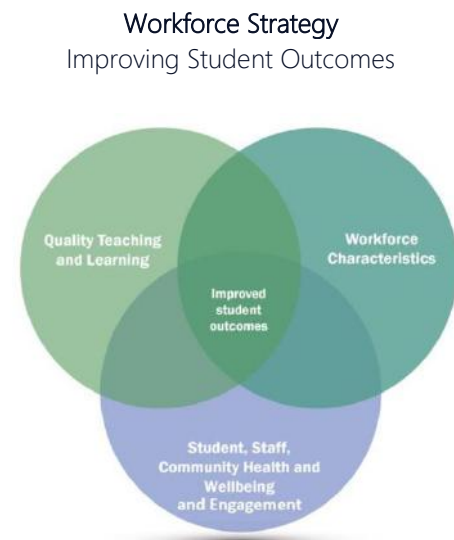 Workforce Strategy
Improving Student Outcomes
Quality Teaching
and Learning
Workforce
Characteristics
Improved
student
outcomes
Student, Staff,
Community Health and
Wellbeing
and Engagement